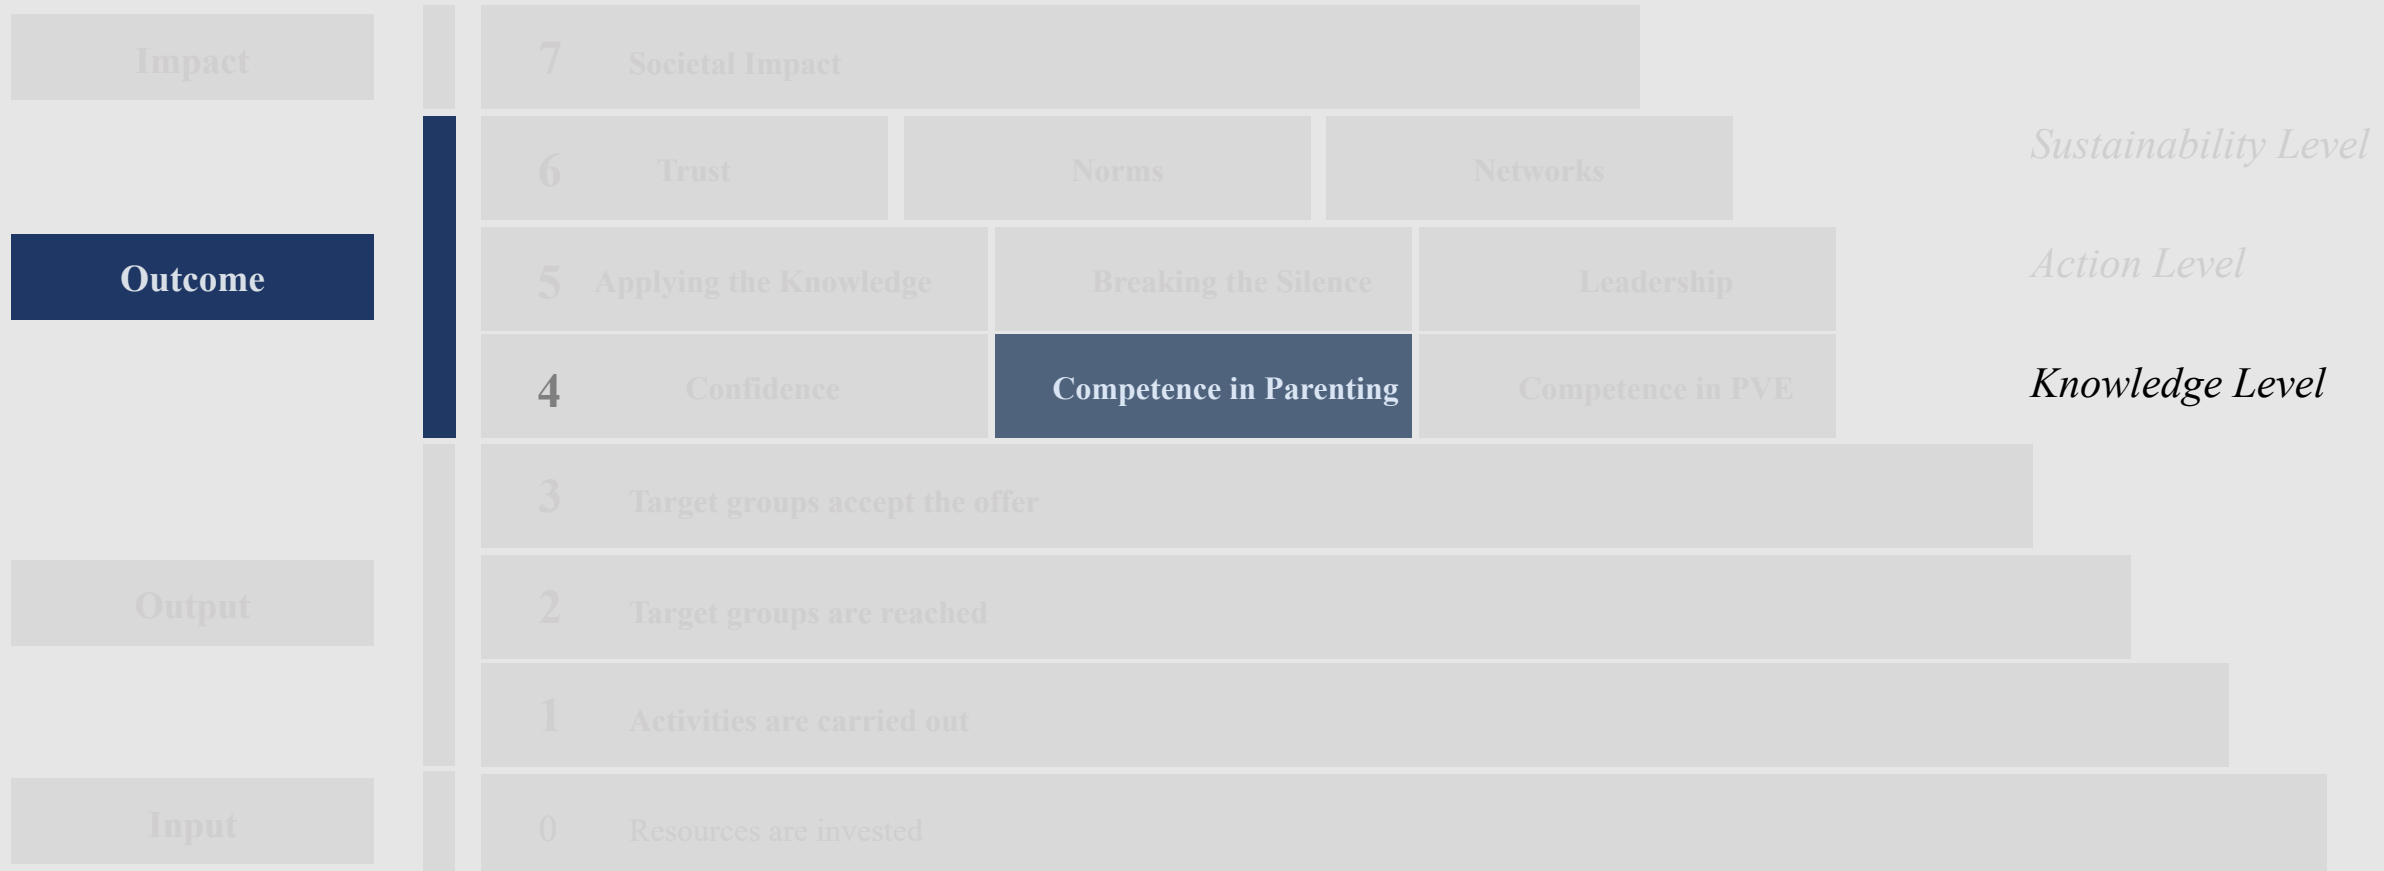 Impact
7 Societal Impact
6 Trust Norms Networks
Sustainability Level
Outcome
5 Applying the Knowledge Breaking the Silence Leadership
Action Level
4 Confidence Competence in Parenting Competence in PVE
Knowledge Level
3 Target groups accept the offer
Output
2 Target groups are reached
1 Activities are carried out
Input
0 Resources are invested